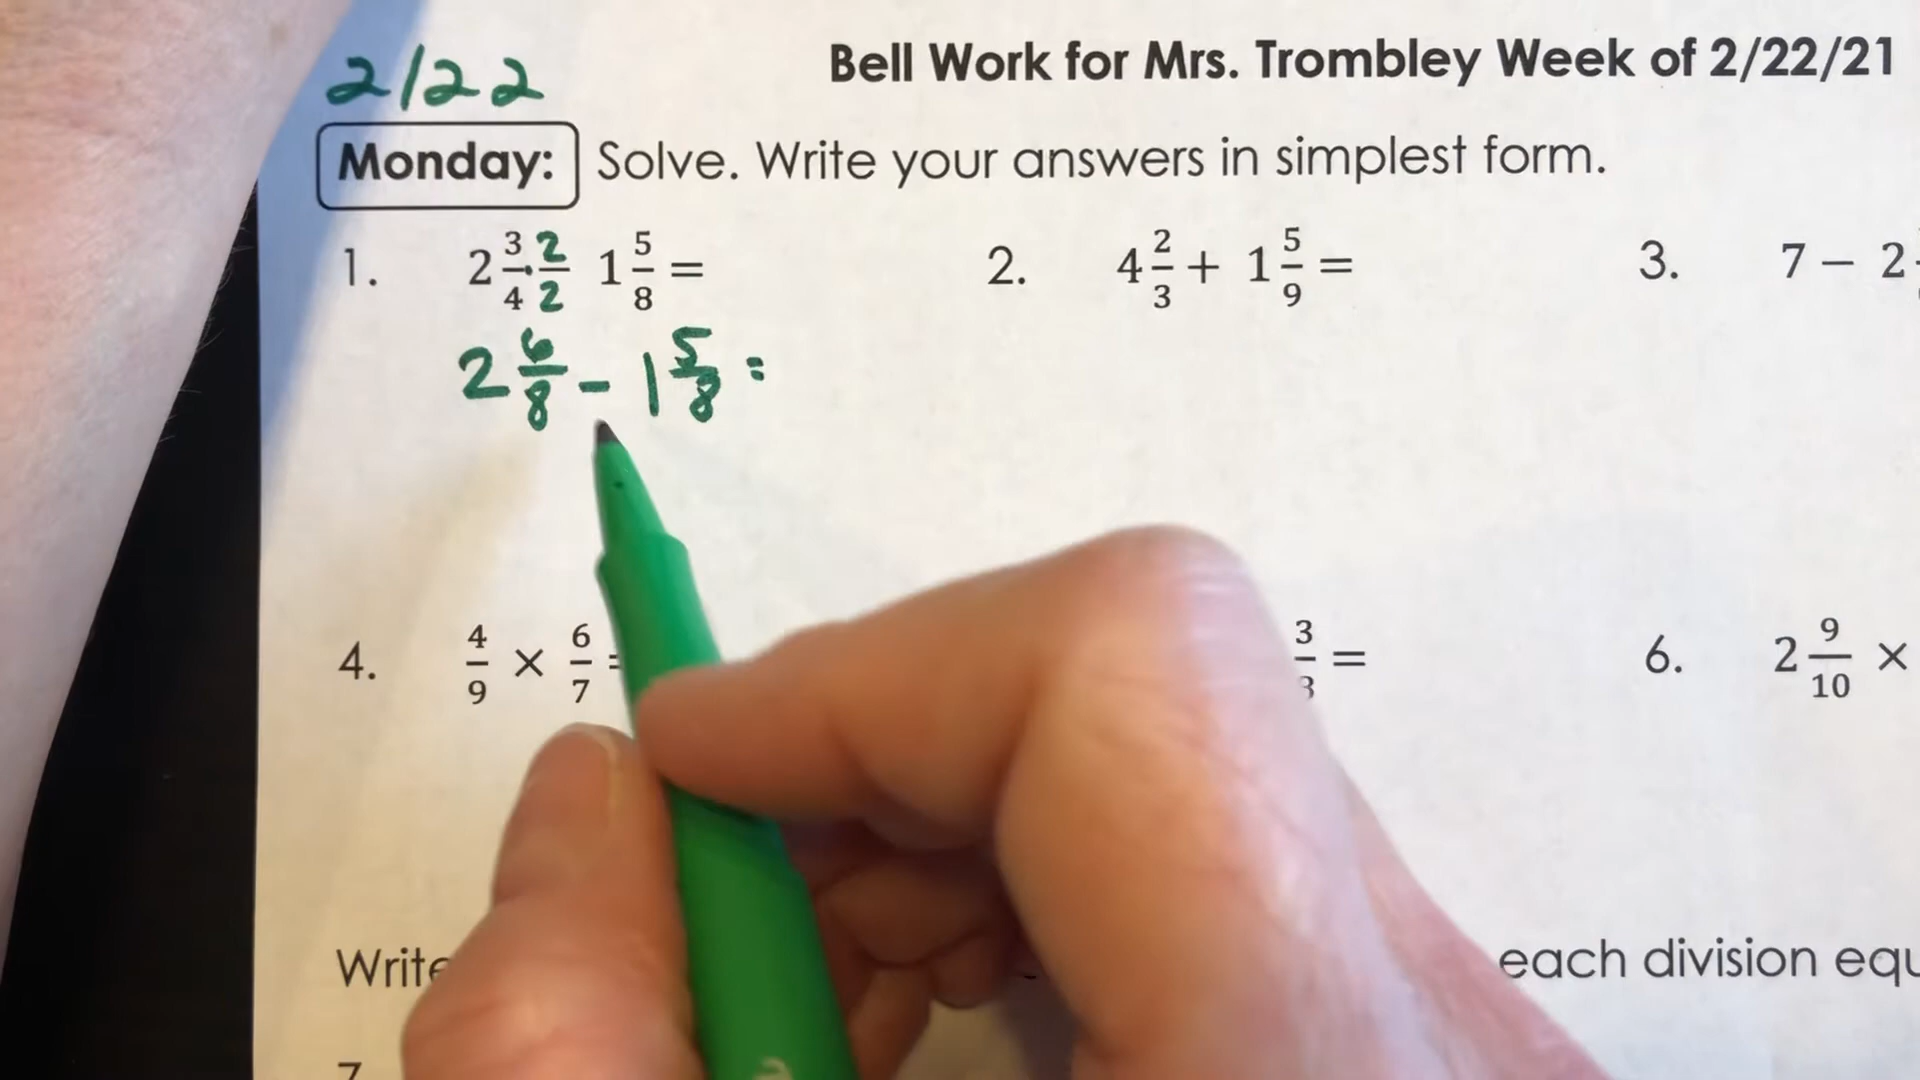 2/22
Bell Work for Mrs. Trombley Week of 2/22/21
Monday: Solve. Write your answers in simplest form.
1. 2 3/4 · 2/2 1 5/8 =
2. 4 2/3 + 1 5/9 =
3. 7 − 2
2 6/8 - 1 5/8 =
4. 4/9 × 6/7 =
3/3 =
6. 2 9/10 ×
Write
each division equ
7